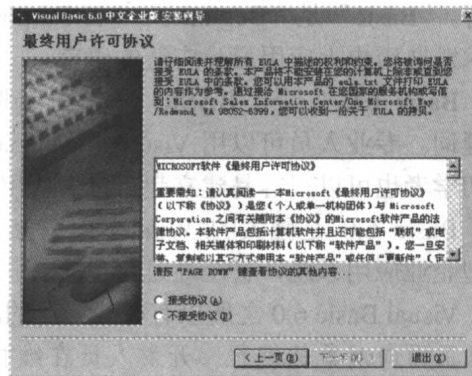 Visual Basic 6.0 中文企业版 安装向导
最终用户许可协议
请仔细阅读并理解所有 EULA 中描述的权利和约束。您将被询问是否
接受 EULA 的条款。本产品将不能安装在您的计算机上除非或直到您
接受 EULA 中的条款。您可以用本产品的 eula.txt 文件打印 EULA
的内容作为参考。通过接洽 Microsoft 在您国家的服务机构或写信
到：Microsoft Sales Information Center/One Microsoft Way
/Redmond, WA 98052-6399，您可以收到一份关于 EULA 的拷贝。
MICROSOFT软件《最终用户许可协议》
重要需知：请认真阅读——本Microsoft《最终用户许可协议》
（以下称《协议》）是您（个人或单一机构团体）与 Microsoft
Corporation 之间有关随附本《协议》的Microsoft软件产品的法
律协议。本软件产品包括计算机软件并且还可能包括“联机”或电
子文档、相关媒体和印刷材料（以下称“软件产品”）。您一旦安
装、复制或以其它方式使用本“软件产品”或任何“更新件”（定
请按 "PAGE DOWN" 键查看协议的其他内容...
接受协议(A)
不接受协议(D)
<上一页(B) 下一步(N)> 退出(X)
Visual Basic 6.0